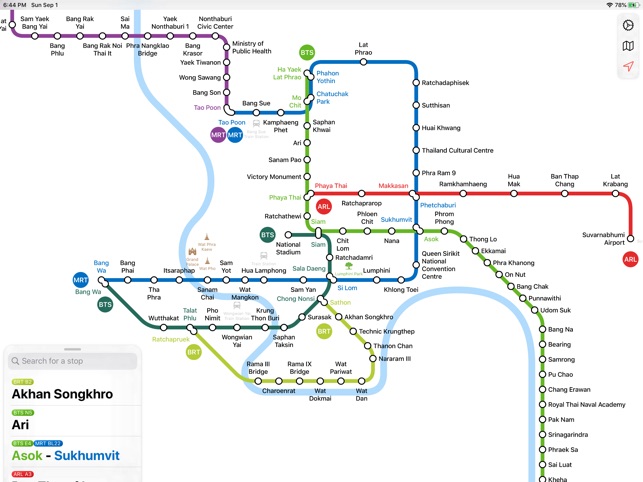 6:44 PM Sun Sep 1
78%
Sam Yaek
Bang Yai
Bang Rak
Yai
Sai
Ma
Yaek
Nonthaburi 1
Nonthaburi
Civic Center
Bang
Phlu
Bang Rak Noi
Tha It
Phra Nangklao
Bridge
Bang
Krasor
Ministry of
Public Health
Yaek Tiwanon
Wong Sawang
Bang Son
Tao Poon
Tao Poon
MRT
MRT
Bang Sue
Kamphaeng
Phet
BTS
Ha Yaek
Lat Phrao
Phahon
Yothin
Mo
Chit
Chatuchak
Park
Lat
Phrao
Ratchadaphisek
Sutthisan
Huai Khwang
Thailand Cultural Centre
Phra Ram 9
Phetchaburi
Saphan
Khwai
Ari
Sanam Pao
Victory Monument
Phaya Thai
Ratchathewi
Siam
Phaya Thai
ARL
Ratchaprarop
Makkasan
Ramkhamhaeng
Hua
Mak
Ban Thap
Chang
Lat
Krabang
Suvarnabhumi
Airport
ARL
BTS
National
Stadium
Siam
Chit
Lom
Phloen
Chit
Nana
Sukhumvit
Asok
Phrom
Phong
Thong Lo
Ekkamai
Phra Khanong
On Nut
Bang Chak
Punnawithi
Udom Suk
Bang Na
Bearing
Samrong
Pu Chao
Chang Erawan
Royal Thai Naval Academy
Pak Nam
Srinagarindra
Phraek Sa
Sai Luat
Kheha
Ratchadamri
Sala Daeng
Si Lom
Lumphini
Khlong Toei
Queen Sirikit
National
Convention
Centre
MRT
Bang
Wa
Bang Wa
BTS
Bang
Phai
Tha
Phra
Itsaraphap
Sanam
Chai
Sam
Yot
Wat
Mangkon
Hua Lamphong
Sam Yan
Chong Nonsi
Wutthakat
Talat
Phlu
Pho
Nimit
Wongwian
Yai
Krung
Thon Buri
Saphan
Taksin
Surasak
Sathon
BRT
Akhan Songkhro
Technic Krungthep
Thanon Chan
Nararam III
Ratchapruek
BRT
Rama III
Bridge
Charoenrat
Rama IX
Bridge
Wat
Dokmai
Wat
Pariwat
Wat
Dan
Search for a stop
BRT B2
Akhan Songkhro
BTS N5
Ari
BTS E4 MRT BL22
Asok - Sukhumvit
ARL A3